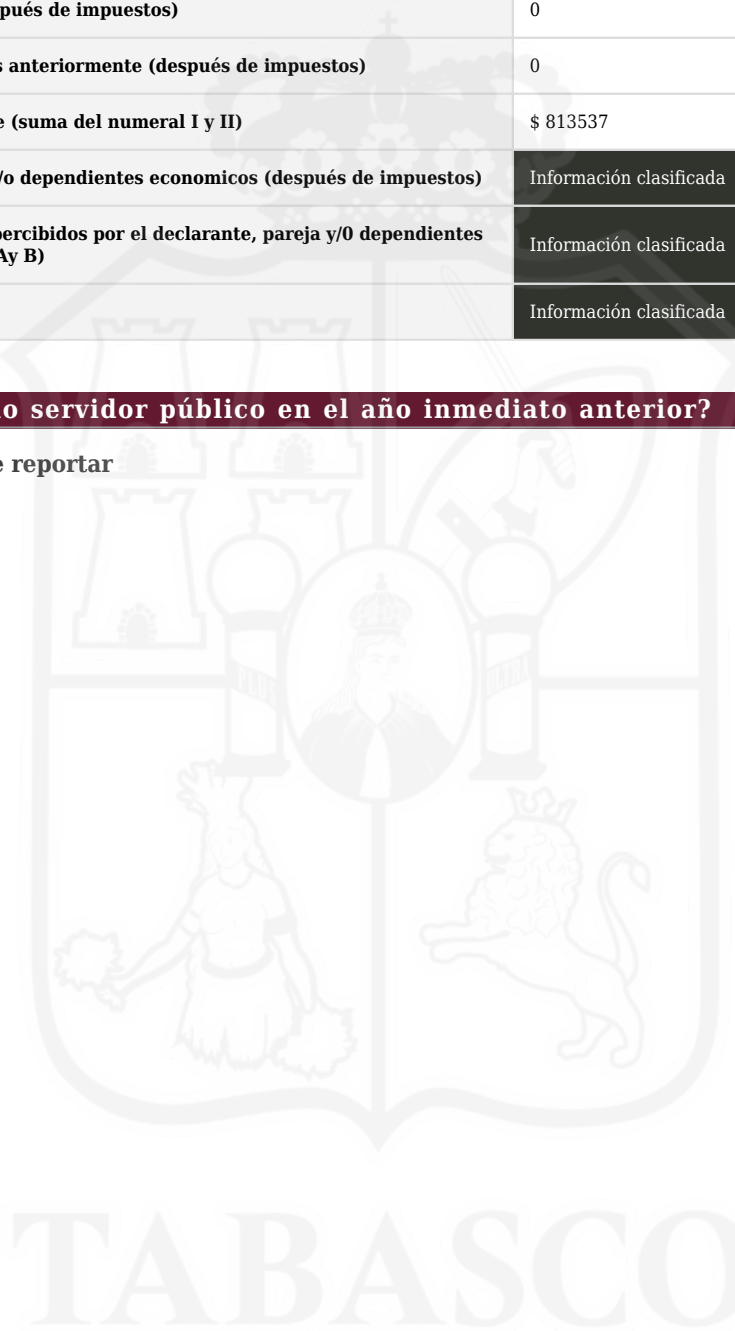 pués de impuestos) 0
s anteriormente (después de impuestos) 0
e (suma del numeral I y II) $ 813537
/o dependientes economicos (después de impuestos) Información clasificada
percibidos por el declarante, pareja y/0 dependientes
Ay B) Información clasificada
Información clasificada
o servidor público en el año inmediato anterior?
e reportar
PLUS ULTRA
TABASCO